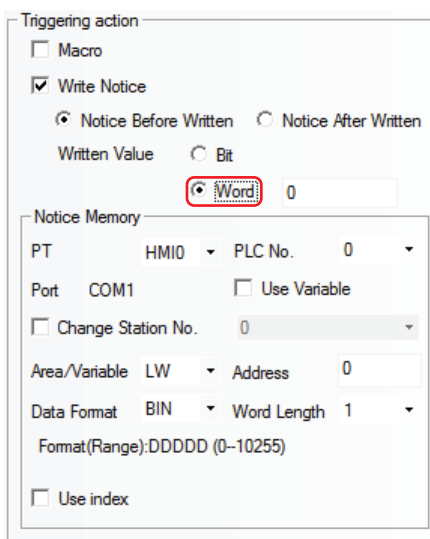 Triggering action
Macro
Write Notice
Notice Before Written Notice After Written
Written Value Bit
Word 0
Notice Memory
PT HMI0 PLC No. 0
Port COM1 Use Variable
Change Station No. 0
Area/Variable LW Address 0
Data Format BIN Word Length 1
Format(Range):DDDDD (0--10255)
Use index